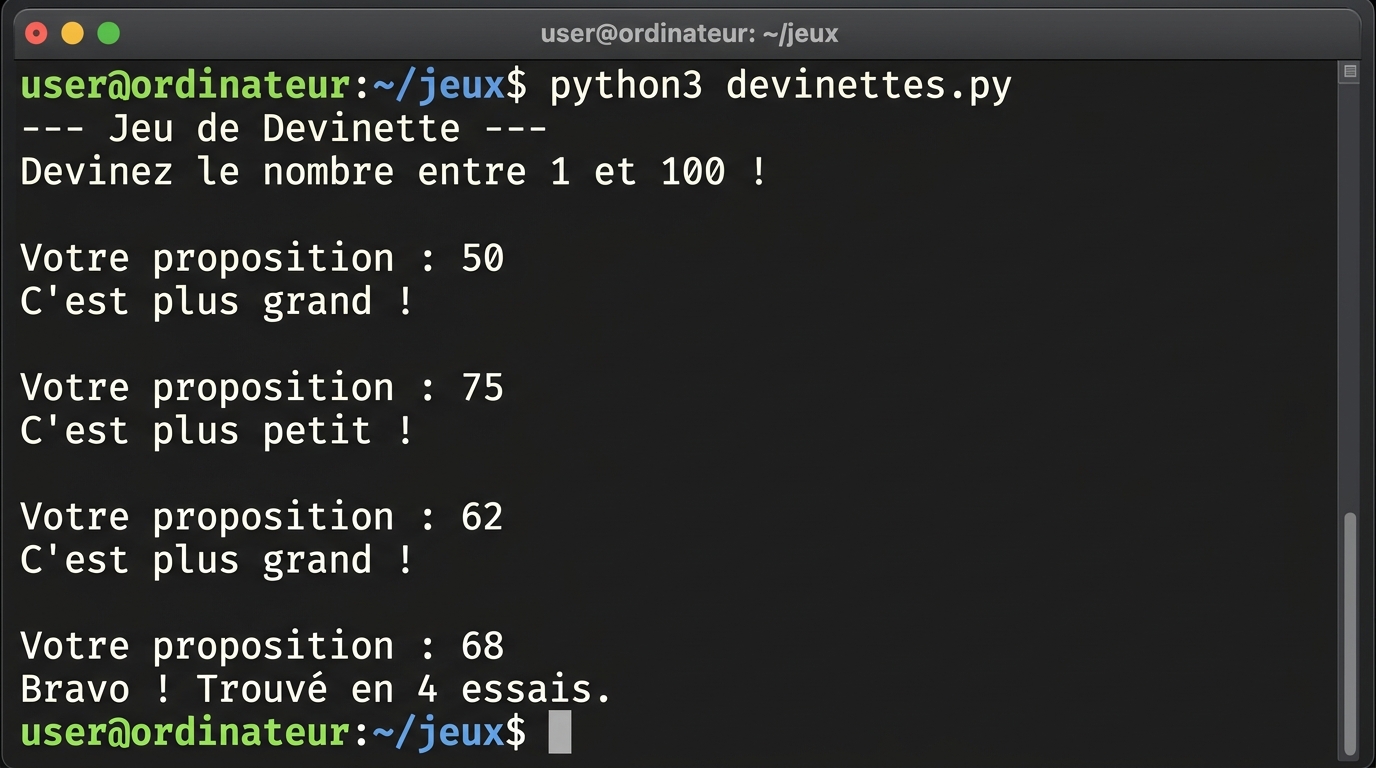 user@ordinateur: ~/jeux
user@ordinateur:~/jeux$ python3 devinettes.py
--- Jeu de Devinette ---
Devinez le nombre entre 1 et 100 !
Votre proposition : 50
C'est plus grand !
Votre proposition : 75
C'est plus petit !
Votre proposition : 62
C'est plus grand !
Votre proposition : 68
Bravo ! Trouvé en 4 essais.
user@ordinateur:~/jeux$